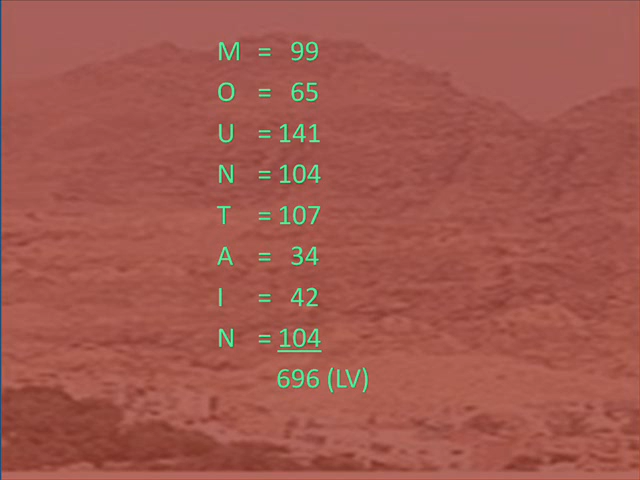 M = 99
O = 65
U = 141
N = 104
T = 107
A = 34
I = 42
N = 104
696 (LV)